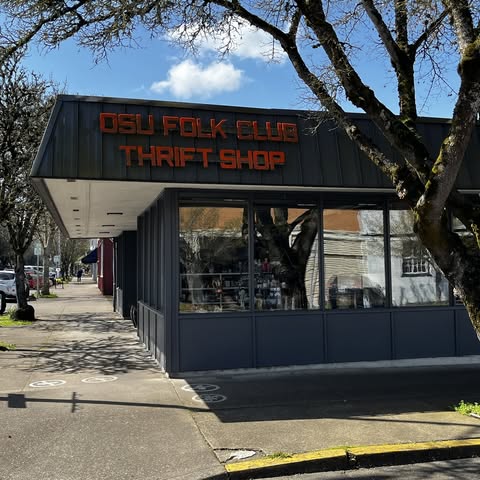 OSU FOLK CLUB
THRIFT SHOP